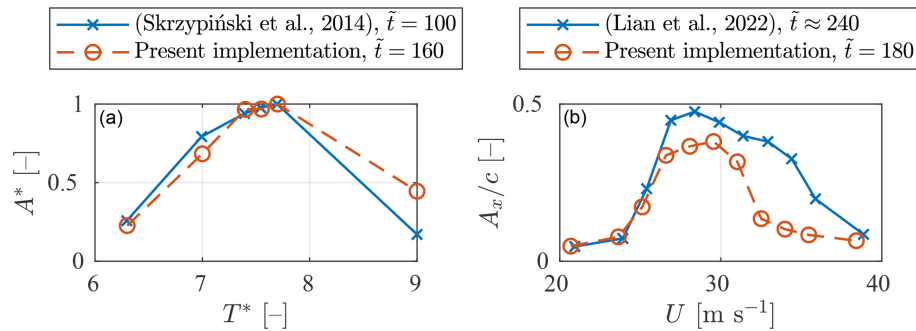 (Skrzypiński et al., 2014), t̃ = 100
Present implementation, t̃ = 160
(Lian et al., 2022), t̃ ≈ 240
Present implementation, t̃ = 180
(a)
1
0.5
0
A* [–]
6 7 8 9
T* [–]
(b)
0.5
0
A_x/c [–]
20 30 40
U [m s⁻¹]